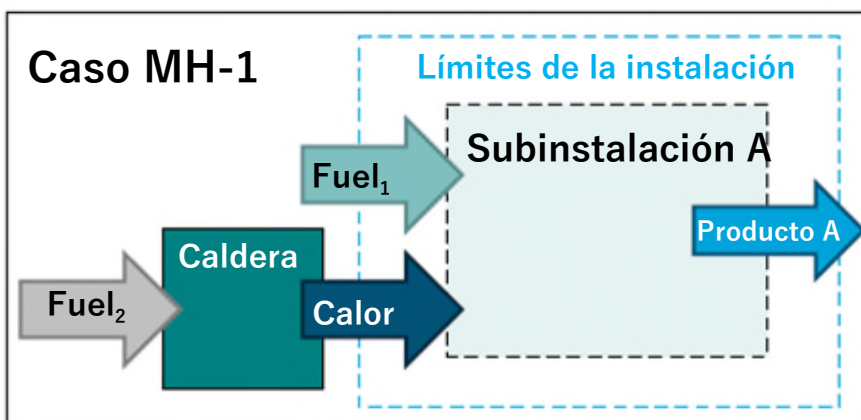 Caso MH-1
Límites de la instalación
Subinstalación A
Fuel₁
Producto A
Caldera
Fuel₂
Calor